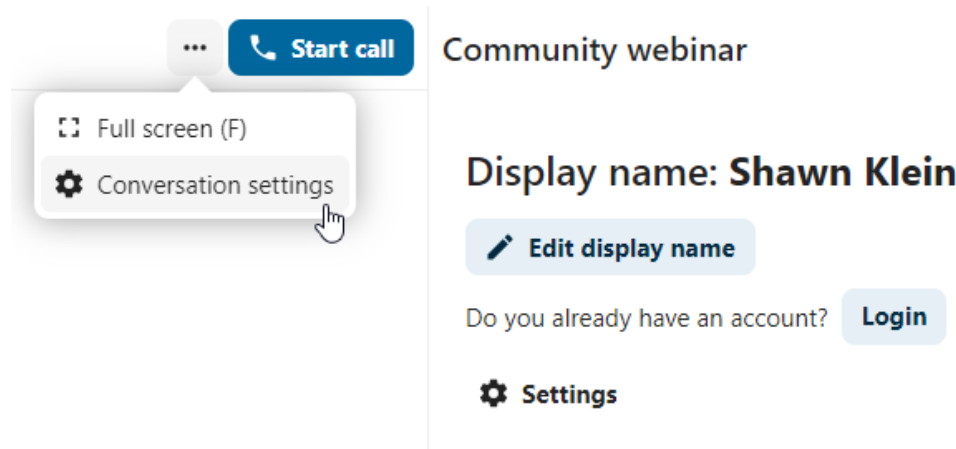 Start call
Full screen (F)
Conversation settings
Community webinar
Display name: Shawn Klein
Edit display name
Do you already have an account? Login
Settings